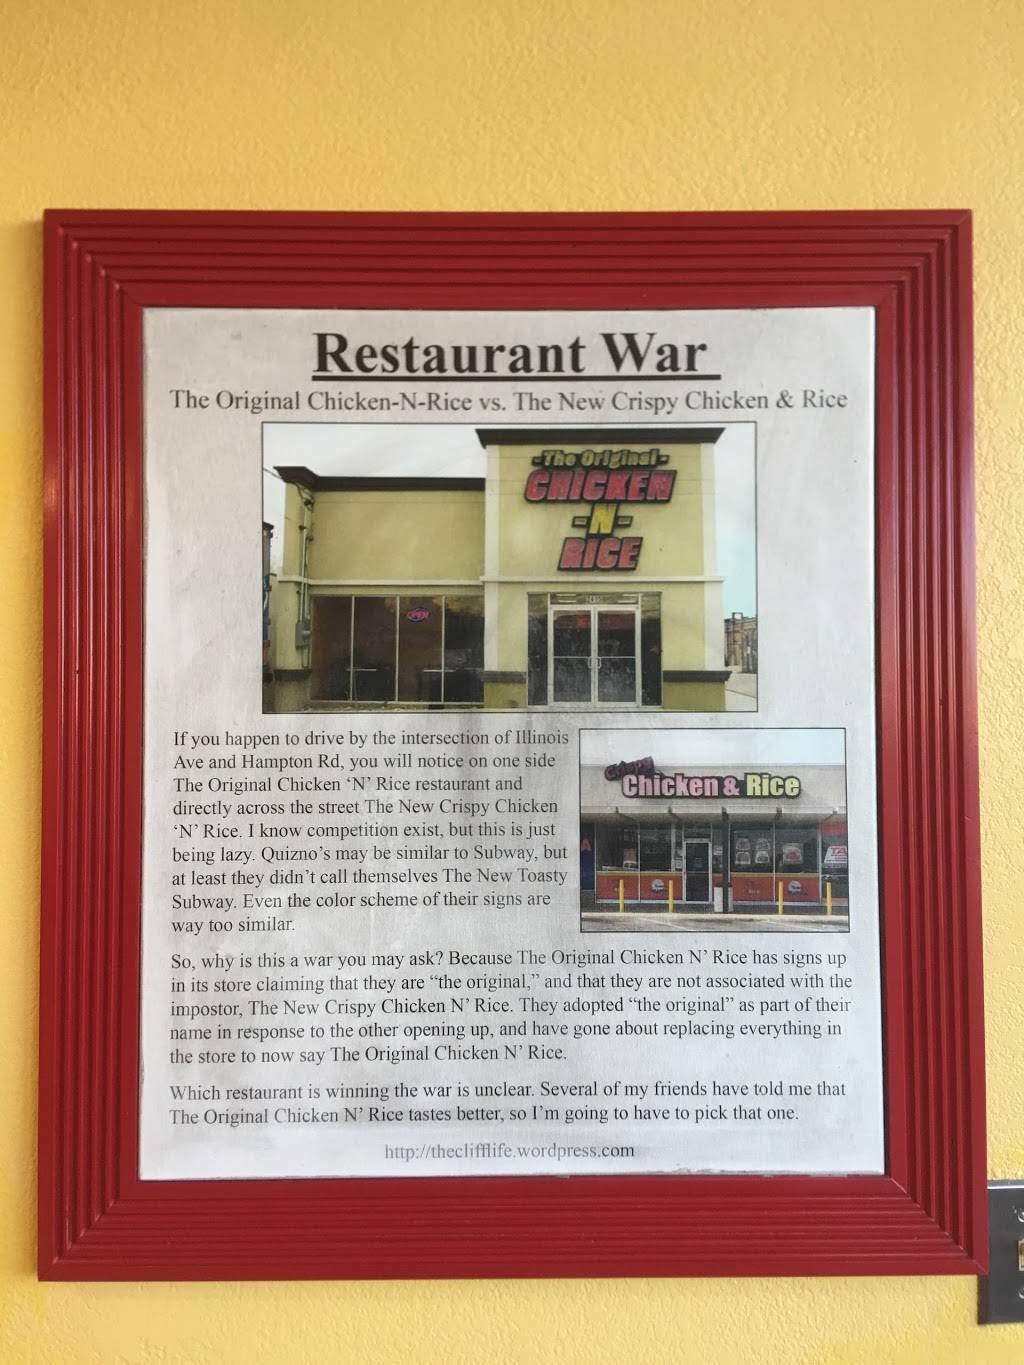 Restaurant War
The Original Chicken-N-Rice vs. The New Crispy Chicken & Rice
-The Original-
CHICKEN
-N-
RICE
OPEN
If you happen to drive by the intersection of Illinois
Ave and Hampton Rd, you will notice on one side
The Original Chicken ‘N’ Rice restaurant and
directly across the street The New Crispy Chicken
‘N’ Rice. I know competition exist, but this is just
being lazy. Quizno’s may be similar to Subway, but
at least they didn’t call themselves The New Toasty
Subway. Even the color scheme of their signs are
way too similar.
Crispy
Chicken & Rice
So, why is this a war you may ask? Because The Original Chicken N’ Rice has signs up
in its store claiming that they are “the original,” and that they are not associated with the
impostor, The New Crispy Chicken N’ Rice. They adopted “the original” as part of their
name in response to the other opening up, and have gone about replacing everything in
the store to now say The Original Chicken N’ Rice.
Which restaurant is winning the war is unclear. Several of my friends have told me that
The Original Chicken N’ Rice tastes better, so I’m going to have to pick that one.
http://theclifflife.wordpress.com